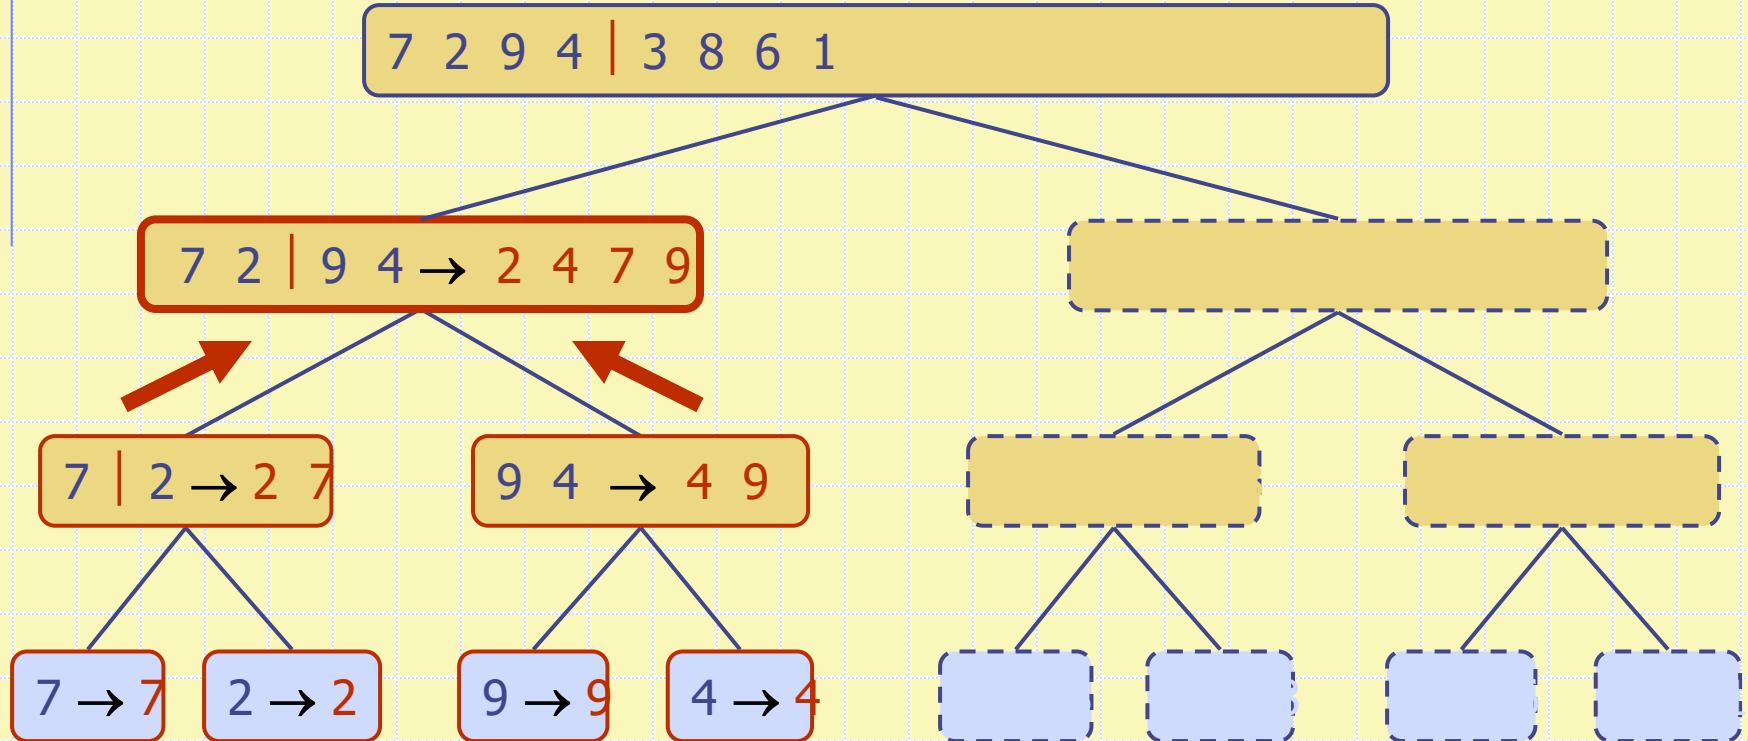 7 2 9 4 | 3 8 6 1
7 2 | 9 4 → 2 4 7 9
7 | 2 → 2 7
9 4 → 4 9
7 → 7
2 → 2
9 → 9
4 → 4